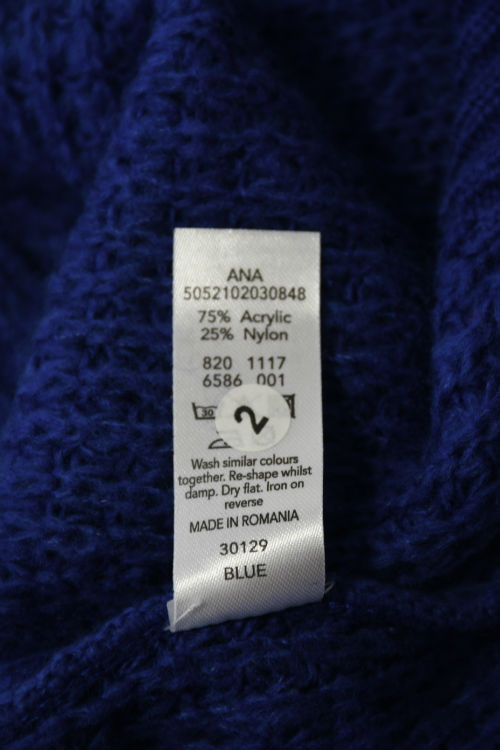 ANA
5052102030848
75% Acrylic
25% Nylon
820 1117
6586 001
30
2
Wash similar colours
together. Re-shape whilst
damp. Dry flat. Iron on
reverse
MADE IN ROMANIA
30129
BLUE